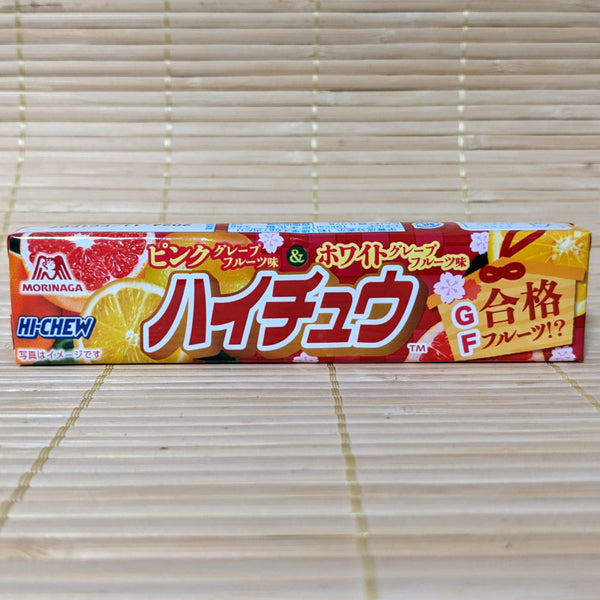 ピンクグレープフルーツ味&ホワイトグレープフルーツ味
MORINAGA
HI-CHEW
ハイチュウ
TM
写真はイメージです
GF
合格
フルーツ!?